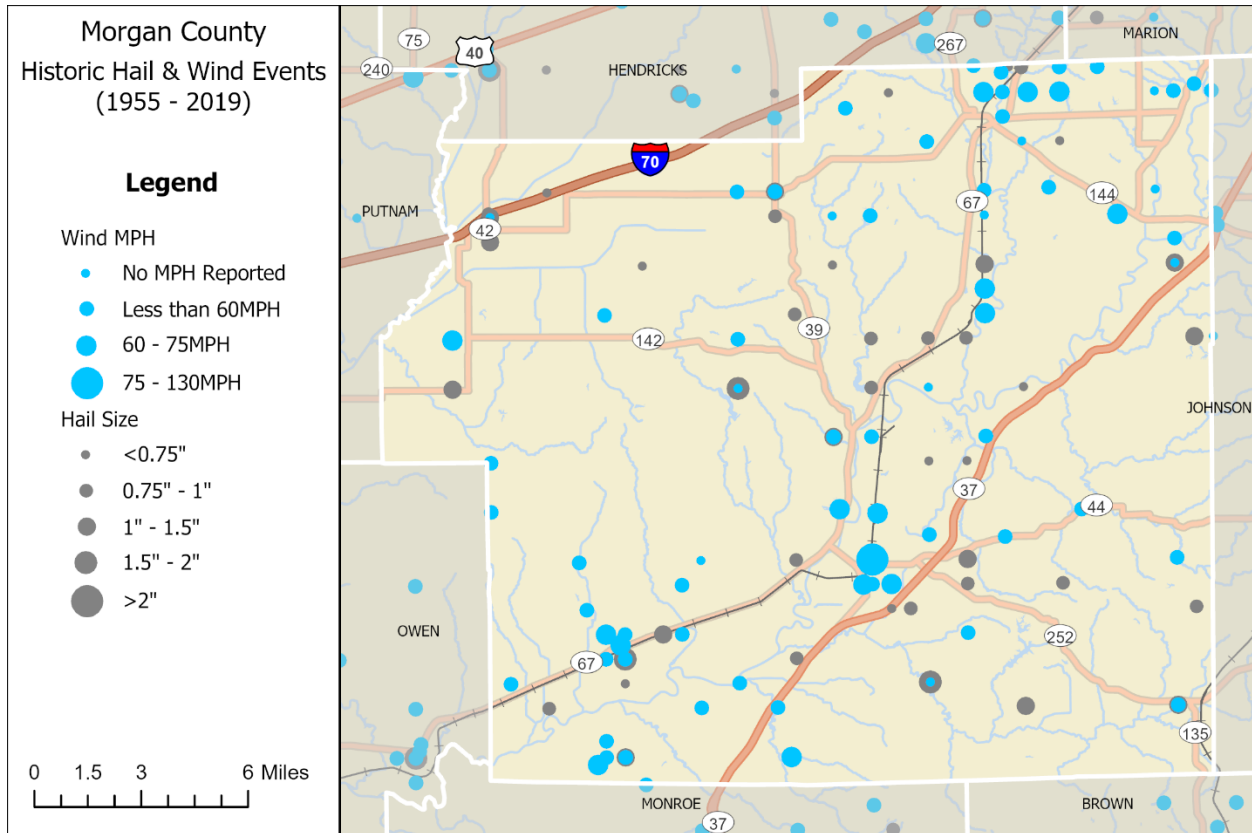 Morgan County
Historic Hail & Wind Events
(1955 - 2019)
Legend
Wind MPH
No MPH Reported
Less than 60MPH
60 - 75MPH
75 - 130MPH
Hail Size
<0.75"
0.75" - 1"
1" - 1.5"
1.5" - 2"
>2"
0 1.5 3 6 Miles
75
40
240
267
MARION
HENDRICKS
70
PUTNAM
42
67
144
39
142
JOHNSON
37
44
OWEN
67
252
135
MONROE
BROWN
37